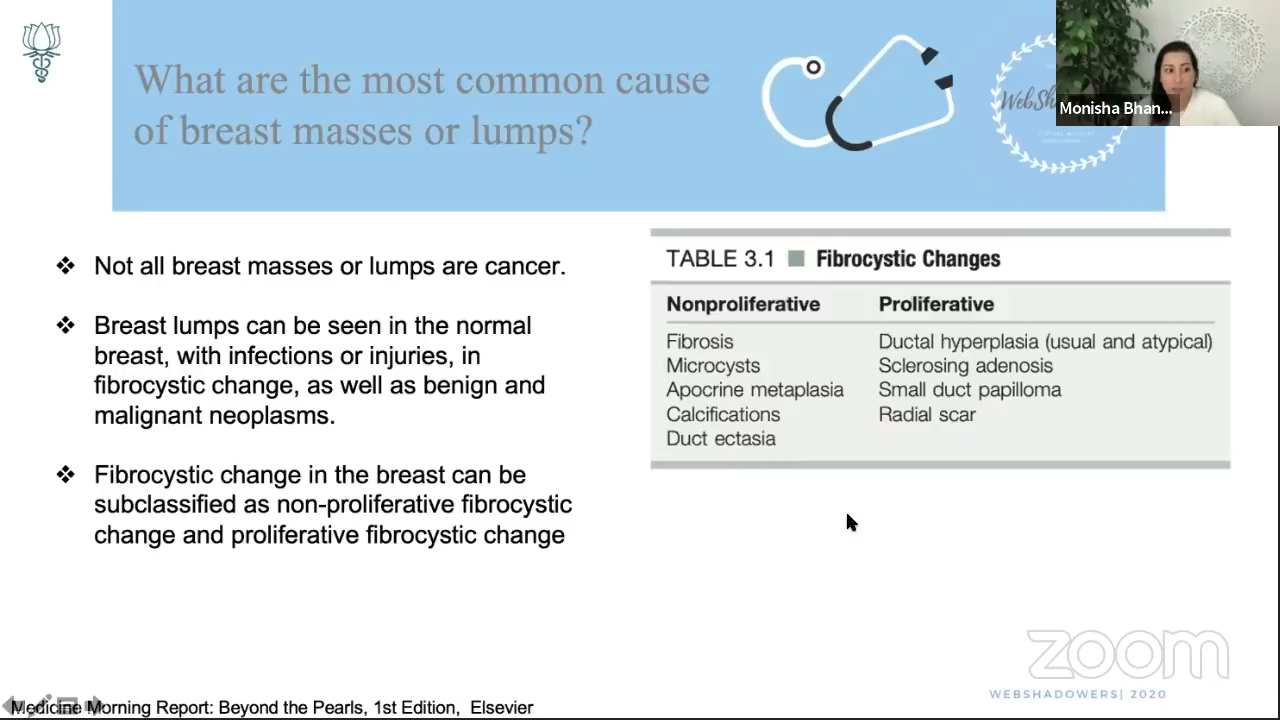 What are the most common cause
of breast masses or lumps?
Monisha Bhan...
❖ Not all breast masses or lumps are cancer.
❖ Breast lumps can be seen in the normal
breast, with infections or injuries, in
fibrocystic change, as well as benign and
malignant neoplasms.
❖ Fibrocystic change in the breast can be
subclassified as non-proliferative fibrocystic
change and proliferative fibrocystic change
TABLE 3.1 ■ Fibrocystic Changes
Nonproliferative Proliferative
Fibrosis Ductal hyperplasia (usual and atypical)
Microcysts Sclerosing adenosis
Apocrine metaplasia Small duct papilloma
Calcifications Radial scar
Duct ectasia
zoom
WEBSHADOWERS| 2020
Medicine Morning Report: Beyond the Pearls, 1st Edition, Elsevier